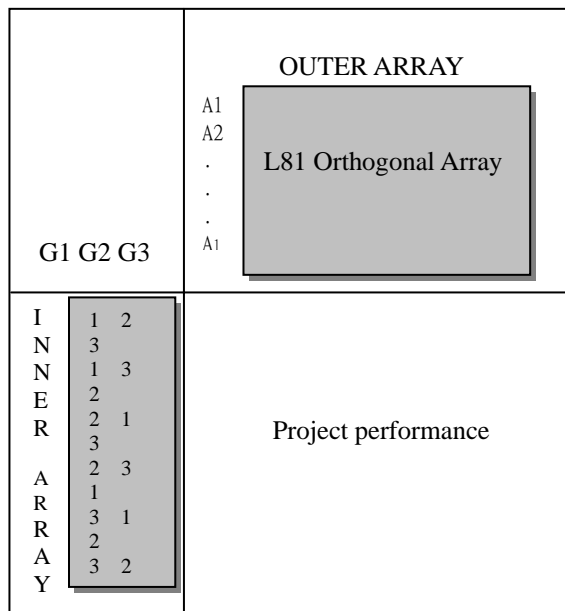 OUTER ARRAY
A1
A2
.
.
.
A1
L81 Orthogonal Array
G1 G2 G3
I
N
N
E
R
A
R
R
A
Y
1 2
3
1 3
2
2 1
3
2 3
1
3 1
2
3 2
Project performance